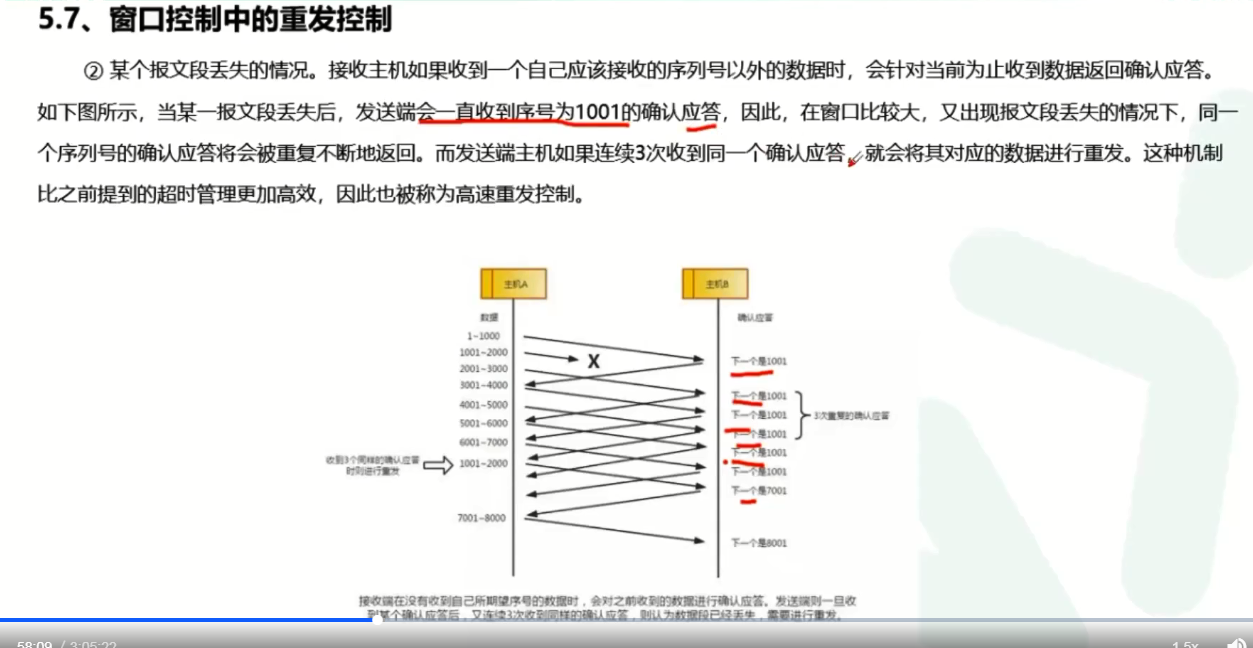 5.7、窗口控制中的重发控制
② 某个报文段丢失的情况。接收主机如果收到一个自己应该接收的序列号以外的数据时，会针对当前为止收到数据返回确认应答。
如下图所示，当某一报文段丢失后，发送端会一直收到序号为1001的确认应答，因此，在窗口比较大，又出现报文段丢失的情况下，同一
个序列号的确认应答将会被重复不断地返回。而发送端主机如果连续3次收到同一个确认应答，就会将其对应的数据进行重发。这种机制
比之前提到的超时管理更加高效，因此也被称为高速重发控制。
主机A
主机B
数据
确认应答
1~1000
1001~2000
X
下一个是1001
2001~3000
3001~4000
下一个是1001
4001~5000
下一个是1001
3次重复的确认应答
5001~6000
下一个是1001
6001~7000
下一个是1001
收到3个同样的确认应答
时则进行重发
1001~2000
下一个是1001
下一个是7001
7001~8000
下一个是8001
接收端在没有收到自己所期望序号的数据时，会对之前收到的数据进行确认应答。发送端则一旦收
到某个确认应答后，又连续3次收到同样的确认应答，则认为数据段已经丢失，需要进行重发。
58:09 / 3:05:22
1.5x